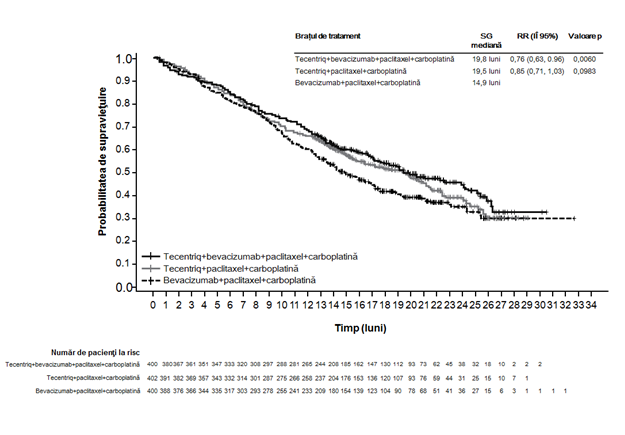 Brațul de tratament SG mediană RR (IÎ 95%) Valoare p
Tecentriq+bevacizumab+paclitaxel+carboplatină 19,8 luni 0,76 (0,63, 0,96) 0,0060
Tecentriq+paclitaxel+carboplatină 19,5 luni 0,85 (0,71, 1,03) 0,0983
Bevacizumab+paclitaxel+carboplatină 14,9 luni
Probabilitatea de supraviețuire
1.0
0.9
0.8
0.7
0.6
0.5
0.4
0.3
0.2
0.1
0.0
Tecentriq+bevacizumab+paclitaxel+carboplatină
Tecentriq+paclitaxel+carboplatină
Bevacizumab+paclitaxel+carboplatină
0 1 2 3 4 5 6 7 8 9 10 11 12 13 14 15 16 17 18 19 20 21 22 23 24 25 26 27 28 29 30 31 32 33 34
Timp (luni)
Număr de pacienți la risc
Tecentriq+bevacizumab+paclitaxel+carboplatină 400 380 367 361 351 347 333 320 308 297 288 281 265 244 208 185 162 147 130 112 93 73 62 45 38 32 18 10 2 2 2
Tecentriq+paclitaxel+carboplatină 402 391 382 369 357 343 332 314 301 287 275 266 258 237 204 176 153 136 120 107 93 76 59 44 31 25 15 10 7 1
Bevacizumab+paclitaxel+carboplatină 400 388 376 366 344 335 317 303 293 278 255 241 233 209 180 154 139 123 104 90 78 68 51 41 36 27 15 6 3 1 1 1 1